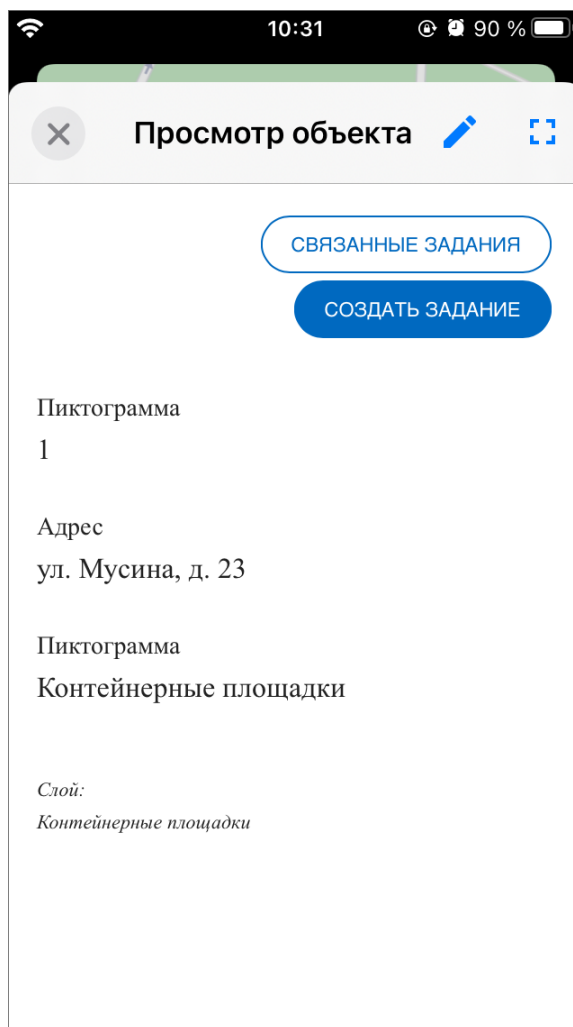 10:31 90 %
Просмотр объекта
СВЯЗАННЫЕ ЗАДАНИЯ
СОЗДАТЬ ЗАДАНИЕ
Пиктограмма
1
Адрес
ул. Мусина, д. 23
Пиктограмма
Контейнерные площадки
Слой:
Контейнерные площадки